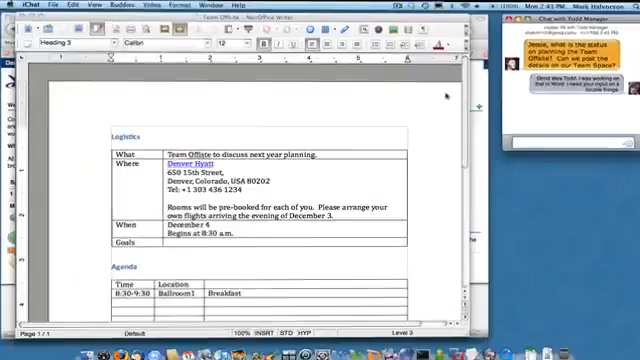 iChat File Edit View Buddies Video Format Window Help
Mon 2:43 PM Mark Halvorson
Team Offsite - NeoOffice Writer
Chat with Todd Manager
Heading 3 Calibri 12
Jessie, what is the status
on planning the Team
Offsite? Can we post the
details on our Team Space?
Good idea Todd. I was working on
that in Word. I need your input on a
couple things.
Logistics
What Team Offiste to discuss next year planning.
Where Denver Hyatt
650 15th Street,
Denver, Colorado, USA 80202
Tel: +1 303 436 1234
Rooms will be pre-booked for each of you. Please arrange your
own flights arriving the evening of December 3.
When December 4
Begins at 8:30 a.m.
Goals
Agenda
Time Location
8:30-9:30 Ballroom1 Breakfast
Page 1 / 1 Default 100% INSRT STD HYP Level 3